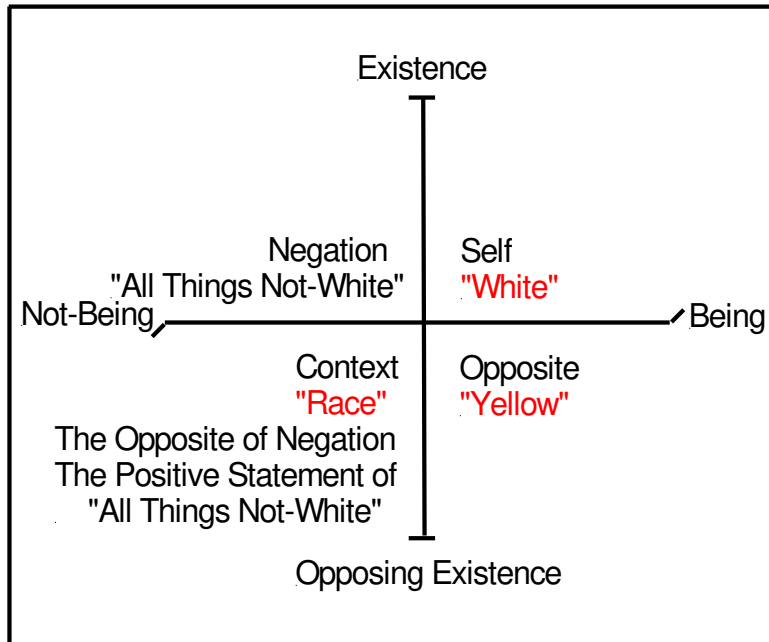 Existence
Negation
"All Things Not-White"
Self
"White"
Not-Being
Being
Context
"Race"
The Opposite of Negation
The Positive Statement of
"All Things Not-White"
Opposite
"Yellow"
Opposing Existence